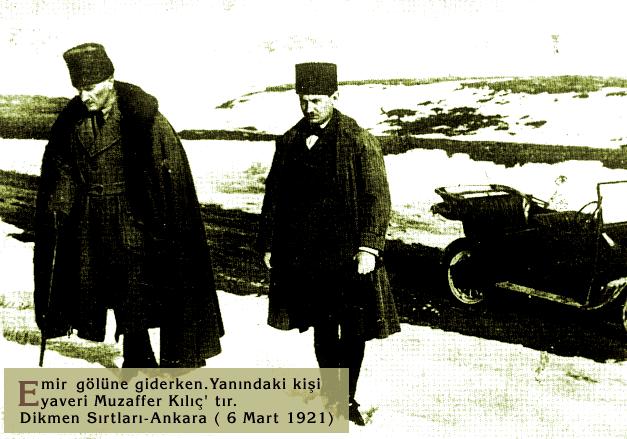 Emir gölüne giderken.Yanındaki kişi
yaveri Muzaffer Kılıç' tır.
Dikmen Sırtları-Ankara ( 6 Mart 1921)